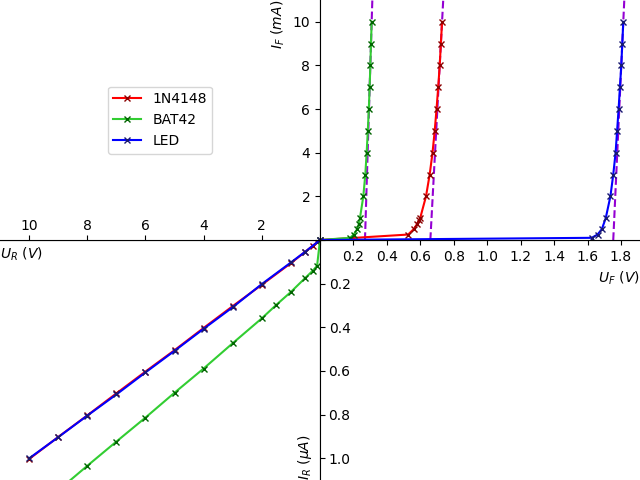 I_F (mA)
10
8
6
4
2
1N4148
BAT42
LED
10 8 6 4 2
U_R (V)
0.2 0.4 0.6 0.8 1.0 1.2 1.4 1.6 1.8
U_F (V)
0.2
0.4
0.6
0.8
1.0
I_R (μA)